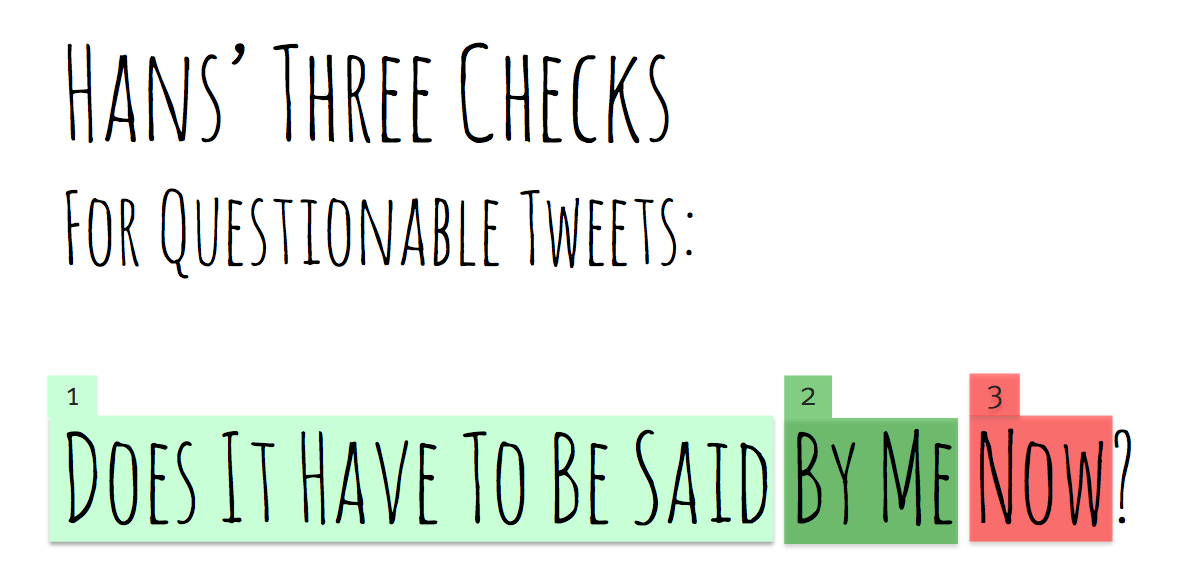 Hans’ Three Checks
For Questionable Tweets:
1 2 3
Does It Have To Be Said By Me Now?